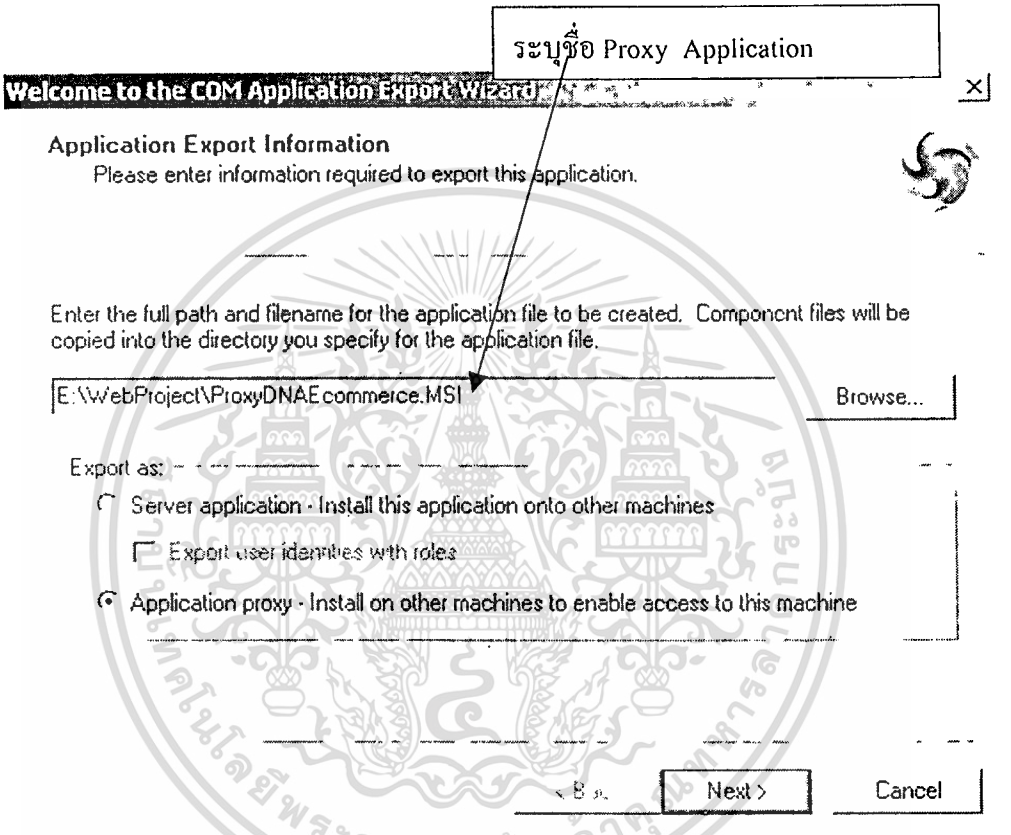 ระบุชื่อ Proxy Application
Welcome to the COM Application Export Wizard
Application Export Information
Please enter information required to export this application.
Enter the full path and filename for the application file to be created. Component files will be
copied into the directory you specify for the application file.
E:\WebProject\ProxyDNAEcommerce.MSI
Browse...
Export as:
Server application - Install this application onto other machines
Export user identities with roles
Application proxy - Install on other machines to enable access to this machine
Next >
Cancel